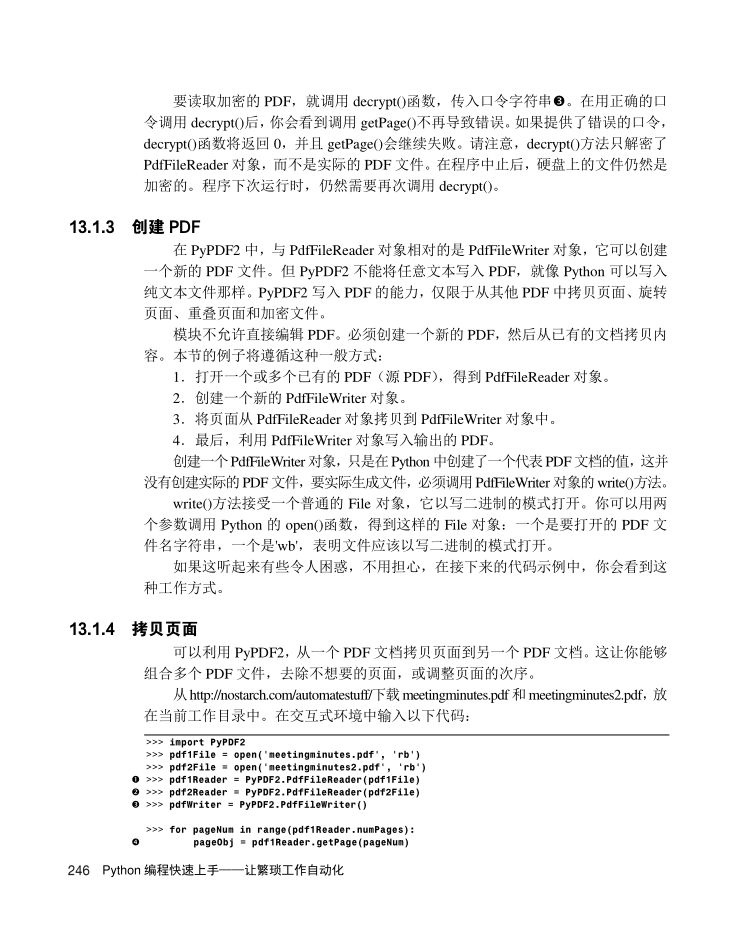 要读取加密的 PDF，就调用 decrypt()函数，传入口令字符串❸。在用正确的口
令调用 decrypt()后，你会看到调用 getPage()不再导致错误。如果提供了错误的口令，
decrypt()函数将返回 0，并且 getPage()会继续失败。请注意，decrypt()方法只解密了
PdfFileReader 对象，而不是实际的 PDF 文件。在程序中止后，硬盘上的文件仍然是
加密的。程序下次运行时，仍然需要再次调用 decrypt()。
13.1.3 创建 PDF
在 PyPDF2 中，与 PdfFileReader 对象相对的是 PdfFileWriter 对象，它可以创建
一个新的 PDF 文件。但 PyPDF2 不能将任意文本写入 PDF，就像 Python 可以写入
纯文本文件那样。PyPDF2 写入 PDF 的能力，仅限于从其他 PDF 中拷贝页面、旋转
页面、重叠页面和加密文件。
模块不允许直接编辑 PDF。必须创建一个新的 PDF，然后从已有的文档拷贝内
容。本节的例子将遵循这种一般方式：
1．打开一个或多个已有的 PDF（源 PDF），得到 PdfFileReader 对象。
2．创建一个新的 PdfFileWriter 对象。
3．将页面从 PdfFileReader 对象拷贝到 PdfFileWriter 对象中。
4．最后，利用 PdfFileWriter 对象写入输出的 PDF。
创建一个 PdfFileWriter 对象，只是在 Python 中创建了一个代表 PDF 文档的值，这并
没有创建实际的 PDF 文件，要实际生成文件，必须调用 PdfFileWriter 对象的 write()方法。
write()方法接受一个普通的 File 对象，它以写二进制的模式打开。你可以用两
个参数调用 Python 的 open()函数，得到这样的 File 对象：一个是要打开的 PDF 文
件名字符串，一个是'wb'，表明文件应该以写二进制的模式打开。
如果这听起来有些令人困惑，不用担心，在接下来的代码示例中，你会看到这
种工作方式。
13.1.4 拷贝页面
可以利用 PyPDF2，从一个 PDF 文档拷贝页面到另一个 PDF 文档。这让你能够
组合多个 PDF 文件，去除不想要的页面，或调整页面的次序。
从 http://nostarch.com/automatestuff/下载 meetingminutes.pdf 和 meetingminutes2.pdf，放
在当前工作目录中。在交互式环境中输入以下代码：
>>> import PyPDF2
>>> pdf1File = open('meetingminutes.pdf', 'rb')
>>> pdf2File = open('meetingminutes2.pdf', 'rb')
❶ >>> pdf1Reader = PyPDF2.PdfFileReader(pdf1File)
❷ >>> pdf2Reader = PyPDF2.PdfFileReader(pdf2File)
❸ >>> pdfWriter = PyPDF2.PdfFileWriter()
>>> for pageNum in range(pdf1Reader.numPages):
❹ pageObj = pdf1Reader.getPage(pageNum)
246 Python 编程快速上手——让繁琐工作自动化